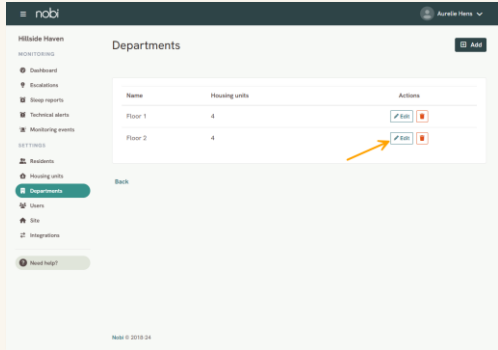 nobi
Aurelie Hens
Hillside Haven
MONITORING
Dashboard
Escalations
Sleep reports
Technical alerts
Monitoring events
SETTINGS
Residents
Housing units
Departments
Users
Site
Integrations
Need help?
Departments
Add
Name Housing units Actions
Floor 1 4 Edit
Floor 2 4 Edit
Back
Nobi © 2018-24